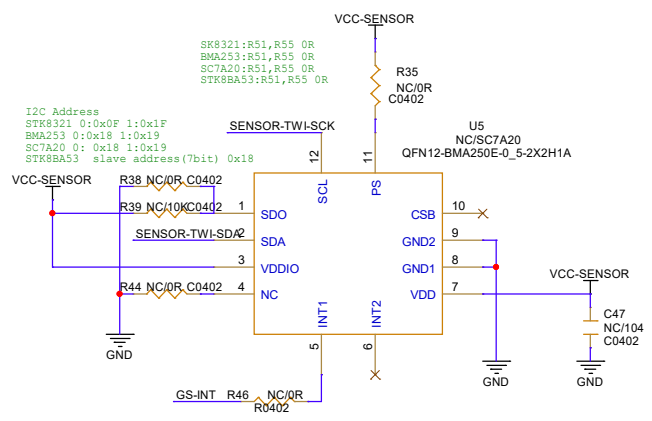 VCC-SENSOR
SK8321:R51,R55 0R
BMA253:R51,R55 0R
SC7A20:R51,R55 0R
STK8BA53:R51,R55 0R
R35
NC/0R
C0402
I2C Address
STK8321 0:0x0F 1:0x1F
BMA253 0:0x18 1:0x19
SC7A20 0: 0x18 1:0x19
STK8BA53 slave address(7bit) 0x18
SENSOR-TWI-SCK
U5
NC/SC7A20
QFN12-BMA250E-0_5-2X2H1A
12
11
VCC-SENSOR
R38 NC/0R C0402
SCL
PS
R39 NC/10K C0402
1
SDO
CSB
10
SENSOR-TWI-SDA
2
SDA
GND2
9
3
VDDIO
GND1
8
VCC-SENSOR
R44 NC/0R C0402
4
NC
VDD
7
INT1
INT2
C47
NC/104
C0402
5
6
GND
GND
GND
GS-INT
R46
NC/0R
R0402